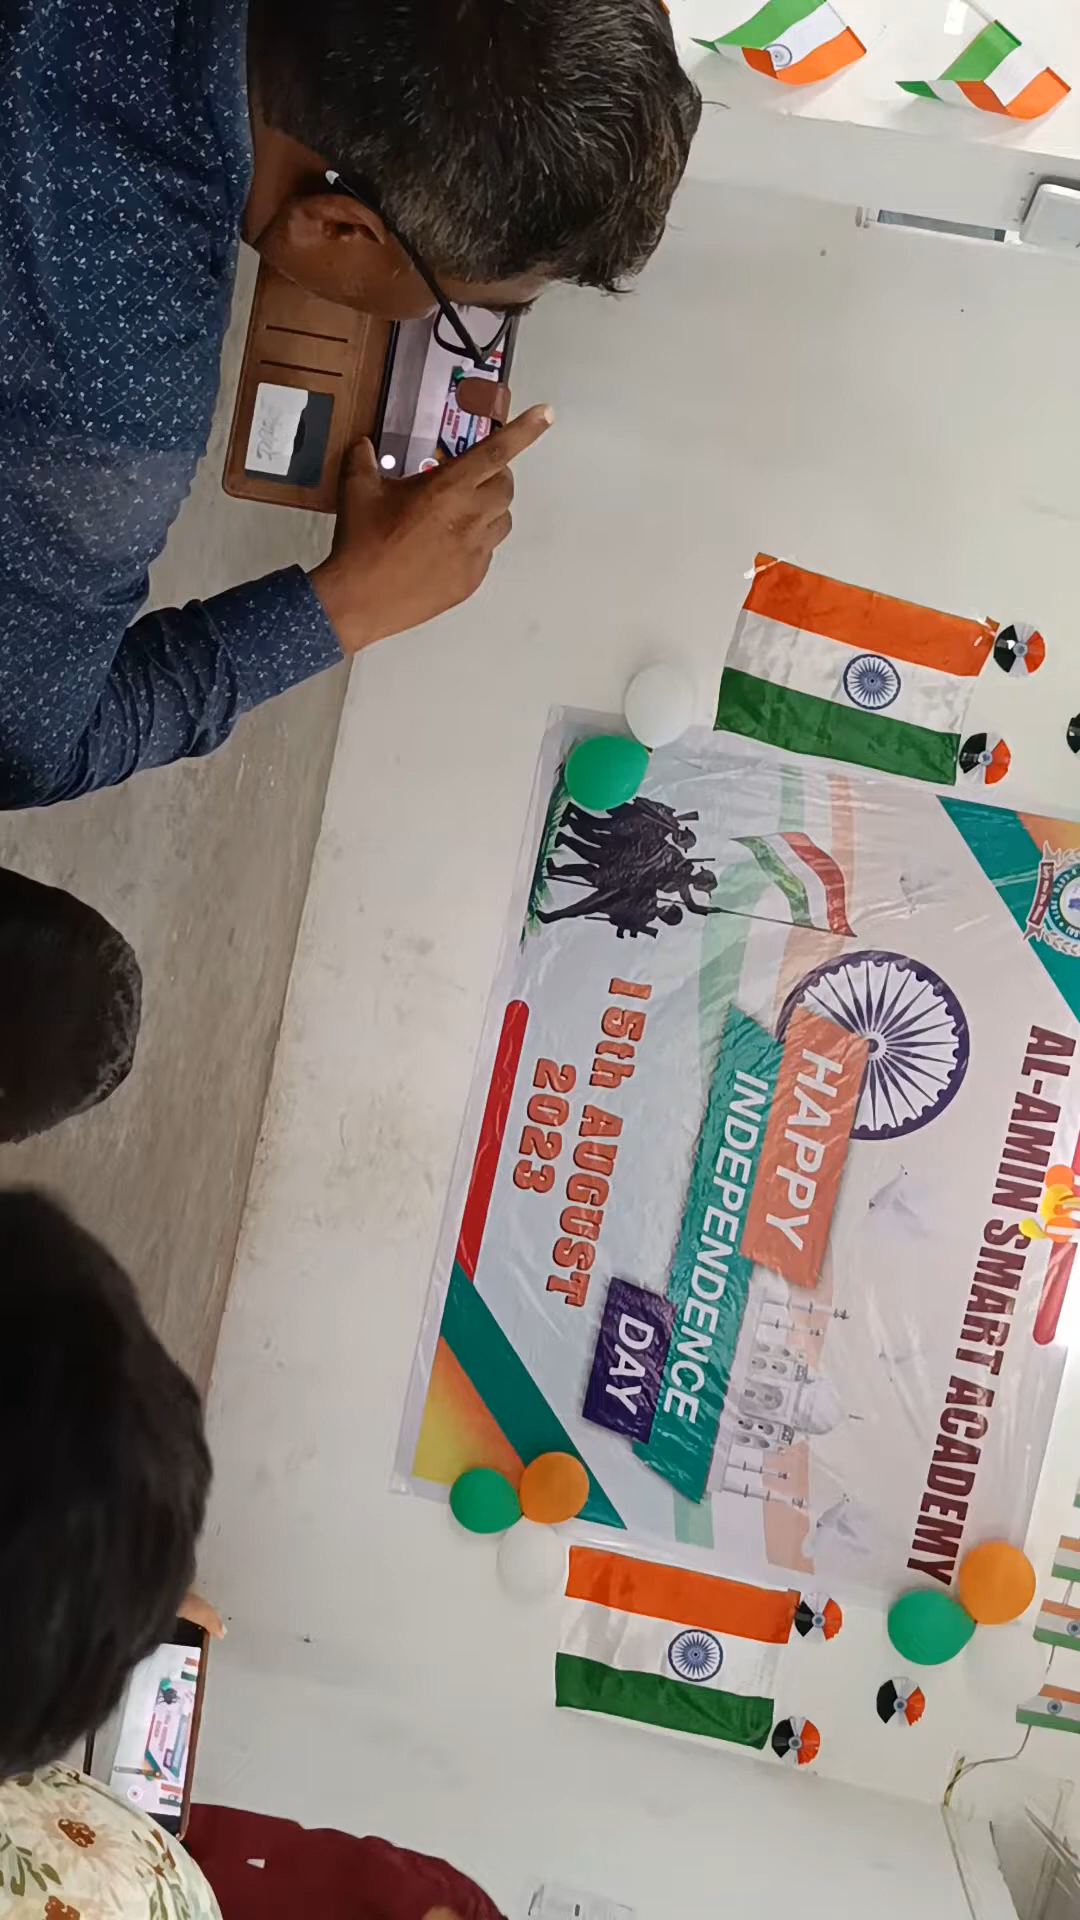 AL-AMIN SMART ACADEMY
HAPPY
INDEPENDENCE
DAY
15th AUGUST
2023